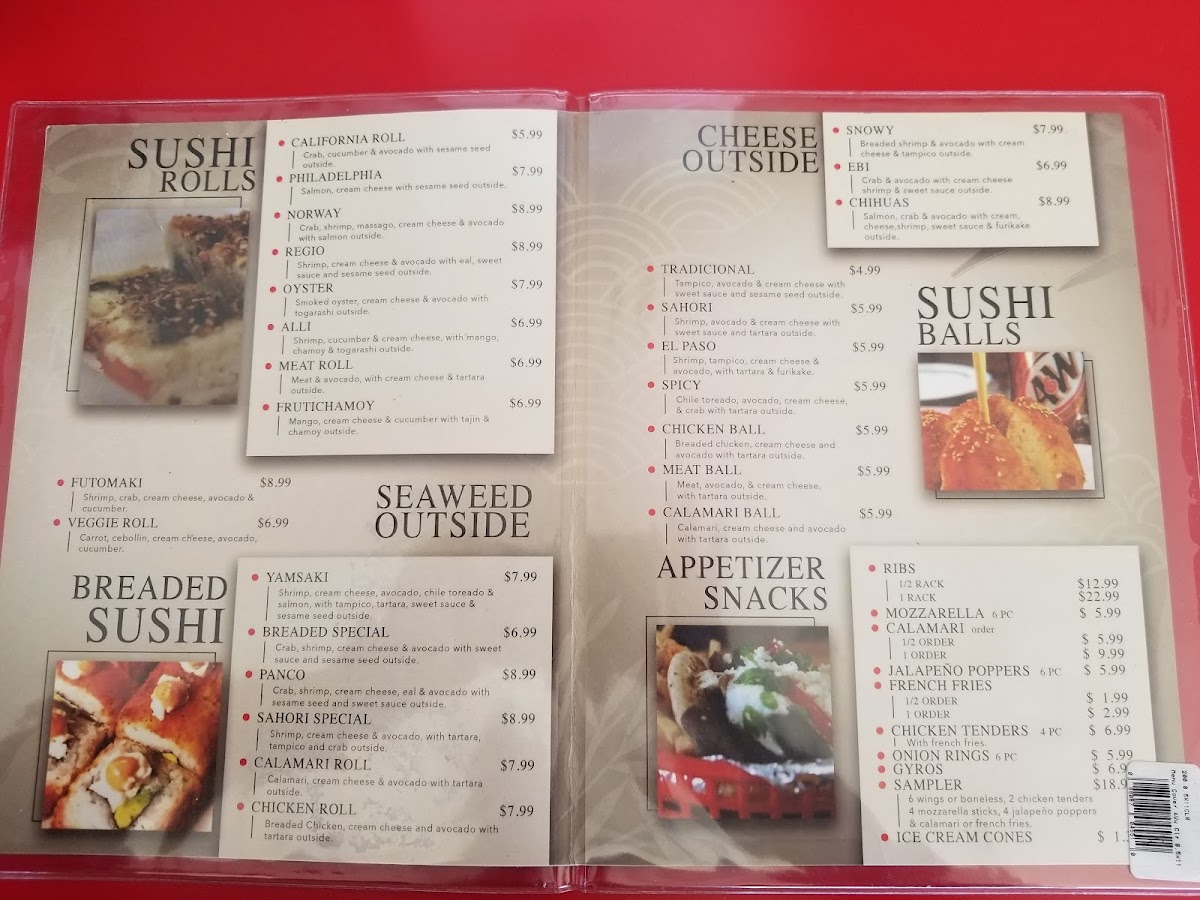 SUSHI
ROLLS
CALIFORNIA ROLL $5.99
Crab, cucumber & avocado with sesame seed
outside.
PHILADELPHIA $7.99
Salmon, cream cheese with sesame seed outside.
NORWAY $8.99
Crab, shrimp, massago, cream cheese & avocado
with salmon outside.
REGIO $8.99
Shrimp, cream cheese & avocado with eal, sweet
sauce and sesame seed outside.
OYSTER $7.99
Smoked oyster, cream cheese & avocado with
togarashi outside.
ALLI $6.99
Shrimp, cucumber & cream cheese, with mango,
chamoy & togarashi outside.
MEAT ROLL $6.99
Meat & avocado, with cream cheese & tartara
outside.
FRUTICHAMOY $6.99
Mango, cream cheese & cucumber with tajin &
chamoy outside.
SEAWEED
OUTSIDE
FUTOMAKI $8.99
Shrimp, crab, cream cheese, avocado &
cucumber.
VEGGIE ROLL $6.99
Carrot, cebollin, cream cheese, avocado,
cucumber.
BREADED
SUSHI
YAMSAKI $7.99
Shrimp, cream cheese, avocado, chile toreado &
salmon, with tampico, tartara, sweet sauce &
sesame seed outside.
BREADED SPECIAL $6.99
Crab, shrimp, cream cheese & avocado with sweet
sauce and sesame seed outside.
PANCO $8.99
Crab, shrimp, cream cheese, eal & avocado with
sesame seed and sweet sauce outside.
SAHORI SPECIAL $8.99
Shrimp, cream cheese & avocado, with tartara,
tampico and crab outside.
CALAMARI ROLL $7.99
Calamari, cream cheese & avocado with tartara
outside.
CHICKEN ROLL $7.99
Breaded Chicken, cream cheese and avocado with
tartara outside.
CHEESE
OUTSIDE
SNOWY $7.99
Breaded shrimp & avocado with cream
cheese & tampico outside.
EBI $6.99
Crab & avocado with cream cheese
shrimp & sweet sauce outside.
CHIHUAS $8.99
Salmon, crab & avocado with cream,
cheese,shrimp, sweet sauce & furikake
outside.
SUSHI
BALLS
TRADICIONAL $4.99
Tampico, avocado & cream cheese with
sweet sauce and sesame seed outside.
SAHORI $5.99
Shrimp, avocado & cream cheese with
sweet sauce and tartara outside.
EL PASO $5.99
Shrimp, tampico, cream cheese &
avocado, with tartara & furikake.
SPICY $5.99
Chile toreado, avocado, cream cheese,
& crab with tartara outside.
CHICKEN BALL $5.99
Breaded chicken, cream cheese and
avocado with tartara outside.
MEAT BALL $5.99
Meat, avocado, & cream cheese,
with tartara outside.
CALAMARI BALL $5.99
Calamari, cream cheese and avocado
with tartara outside.
A&W
APPETIZER
SNACKS
RIBS
1/2 RACK $12.99
1 RACK $22.99
MOZZARELLA 6 PC $ 5.99
CALAMARI order
1/2 ORDER $ 5.99
1 ORDER $ 9.99
JALAPEÑO POPPERS 6 PC $ 5.99
FRENCH FRIES
1/2 ORDER $ 1.99
1 ORDER $ 2.99
CHICKEN TENDERS 4 PC $ 6.99
With french fries.
ONION RINGS 6 PC $ 5.99
GYROS $ 6.9
SAMPLER $18.9
6 wings or boneless, 2 chicken tenders
4 mozzarella sticks, 4 jalapeño poppers
& calamari or french fries.
ICE CREAM CONES $ 1.